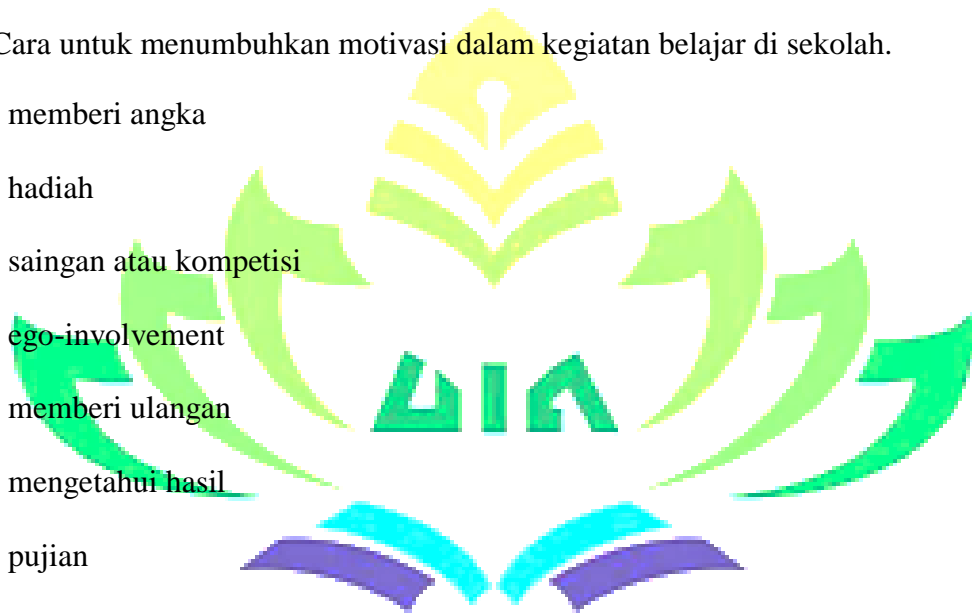 Cara untuk menumbuhkan motivasi dalam kegiatan belajar di sekolah.
memberi angka
hadiah
saingan atau kompetisi
ego-involvement
memberi ulangan
mengetahui hasil
pujian